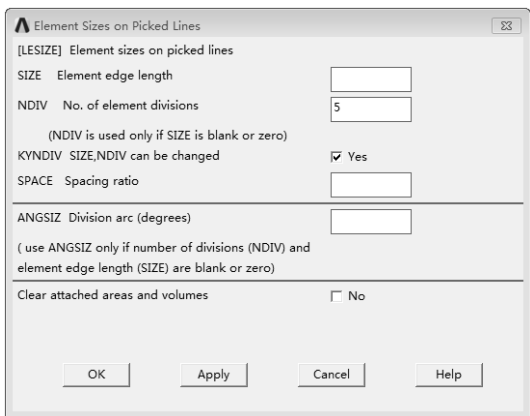 Element Sizes on Picked Lines
[LESIZE] Element sizes on picked lines
SIZE Element edge length
NDIV No. of element divisions 5
(NDIV is used only if SIZE is blank or zero)
KYNDIV SIZE,NDIV can be changed Yes
SPACE Spacing ratio
ANGSIZ Division arc (degrees)
( use ANGSIZ only if number of divisions (NDIV) and
element edge length (SIZE) are blank or zero)
Clear attached areas and volumes No
OK Apply Cancel Help